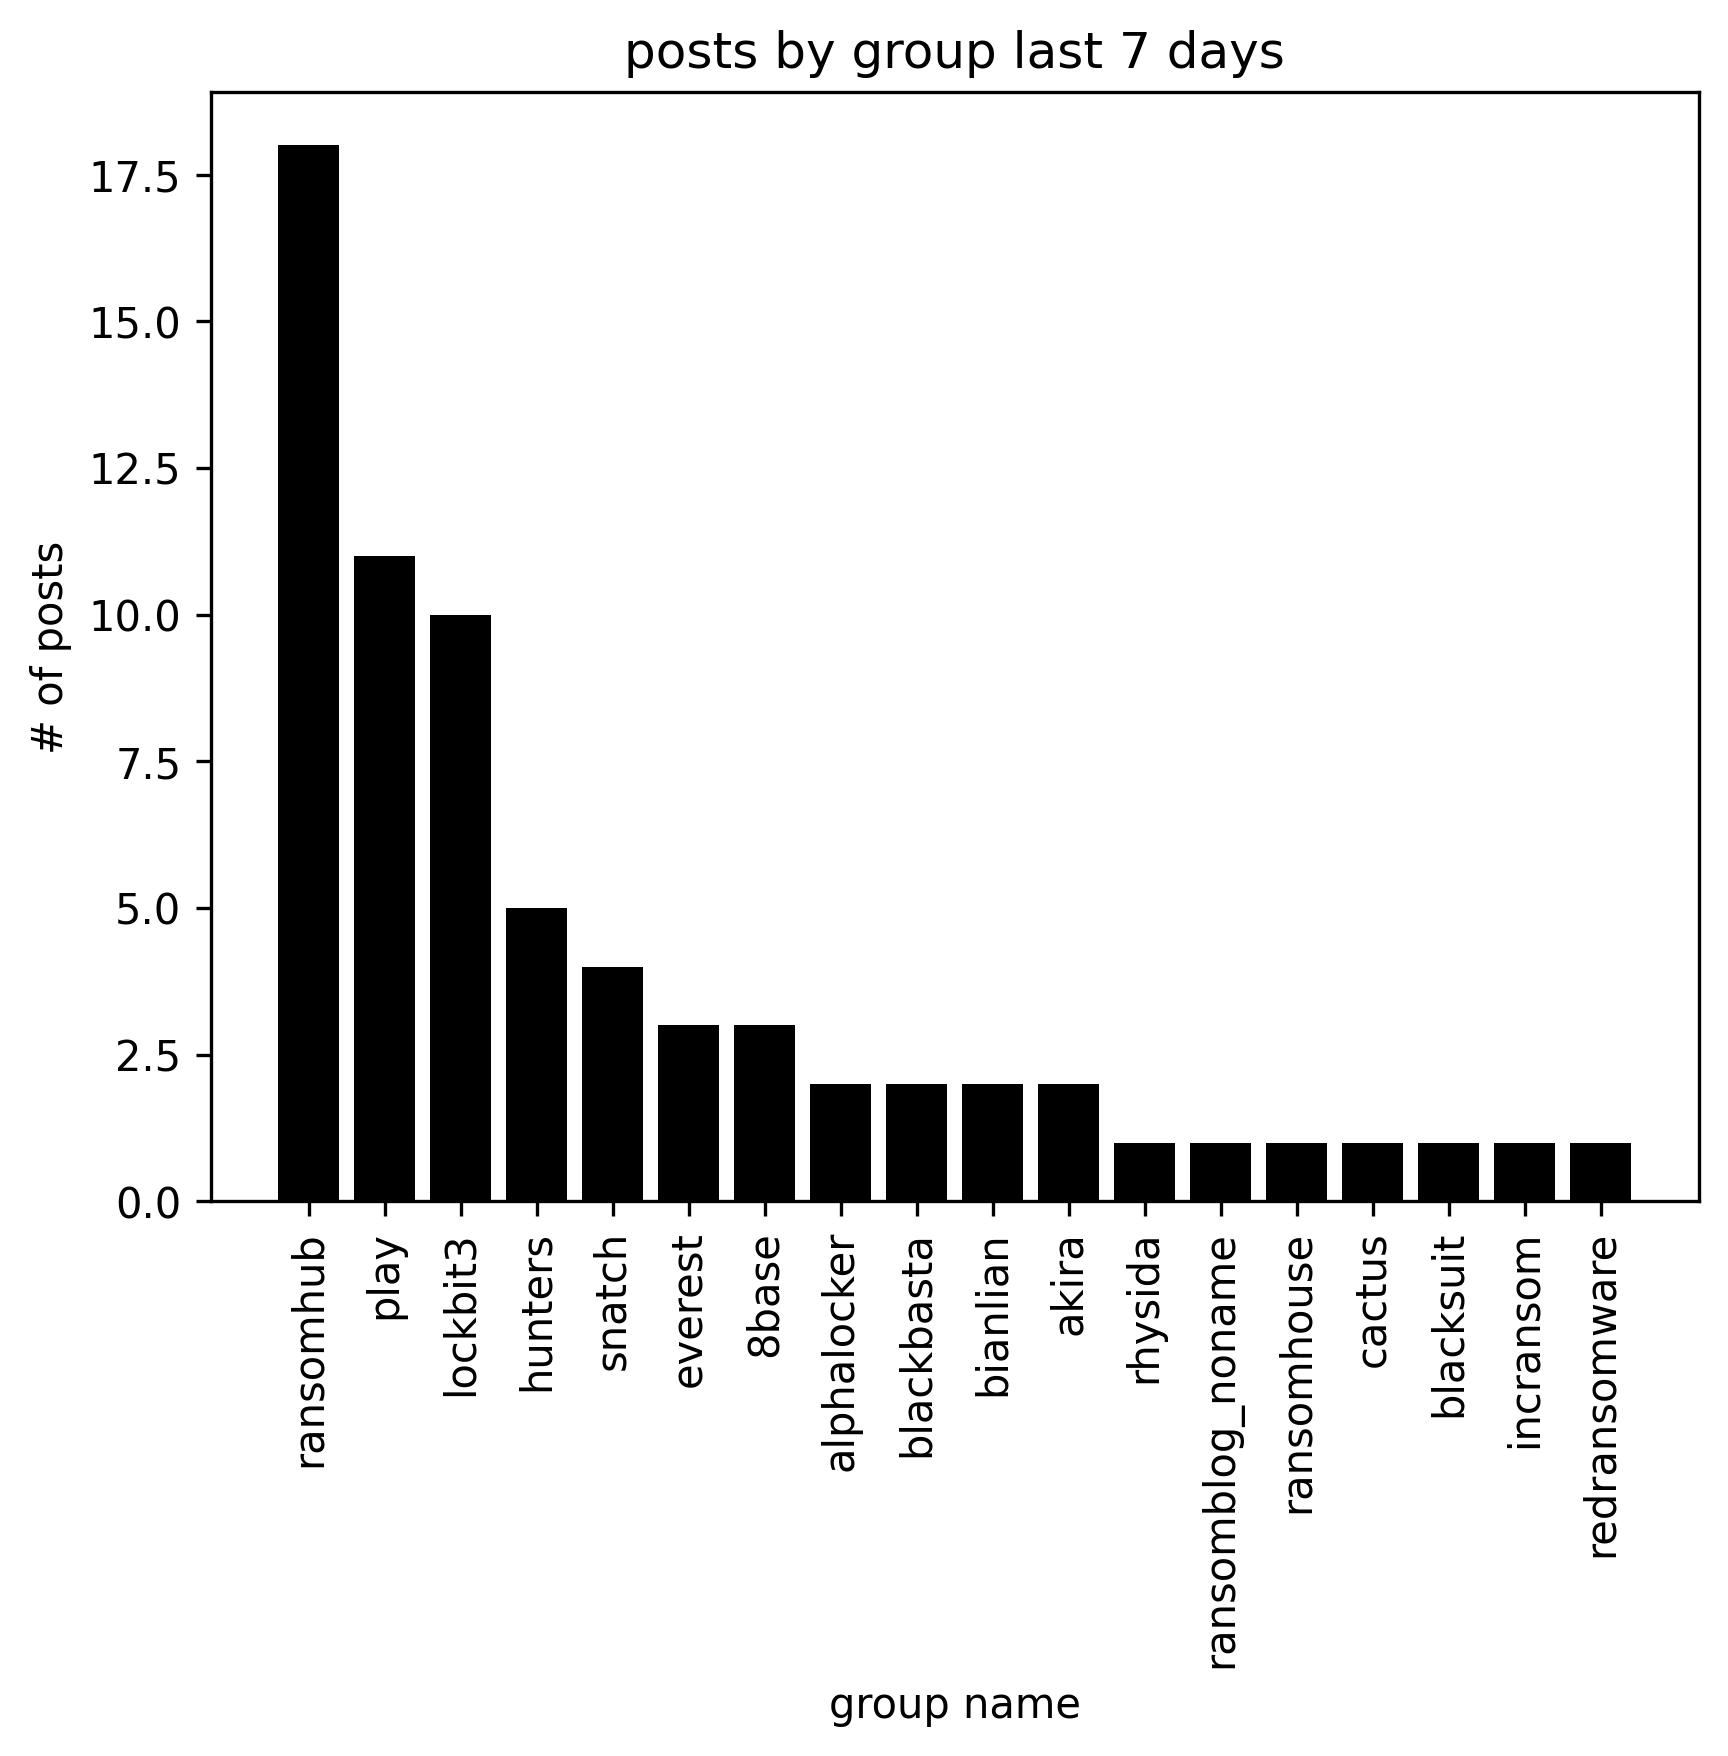 posts by group last 7 days
17.5
15.0
12.5
10.0
7.5
5.0
2.5
0.0
# of posts
ransomhub
play
lockbit3
hunters
snatch
everest
8base
alphalocker
blackbasta
bianlian
akira
rhysida
ransomblog_noname
ransomhouse
cactus
blacksuit
incransom
redransomware
group name